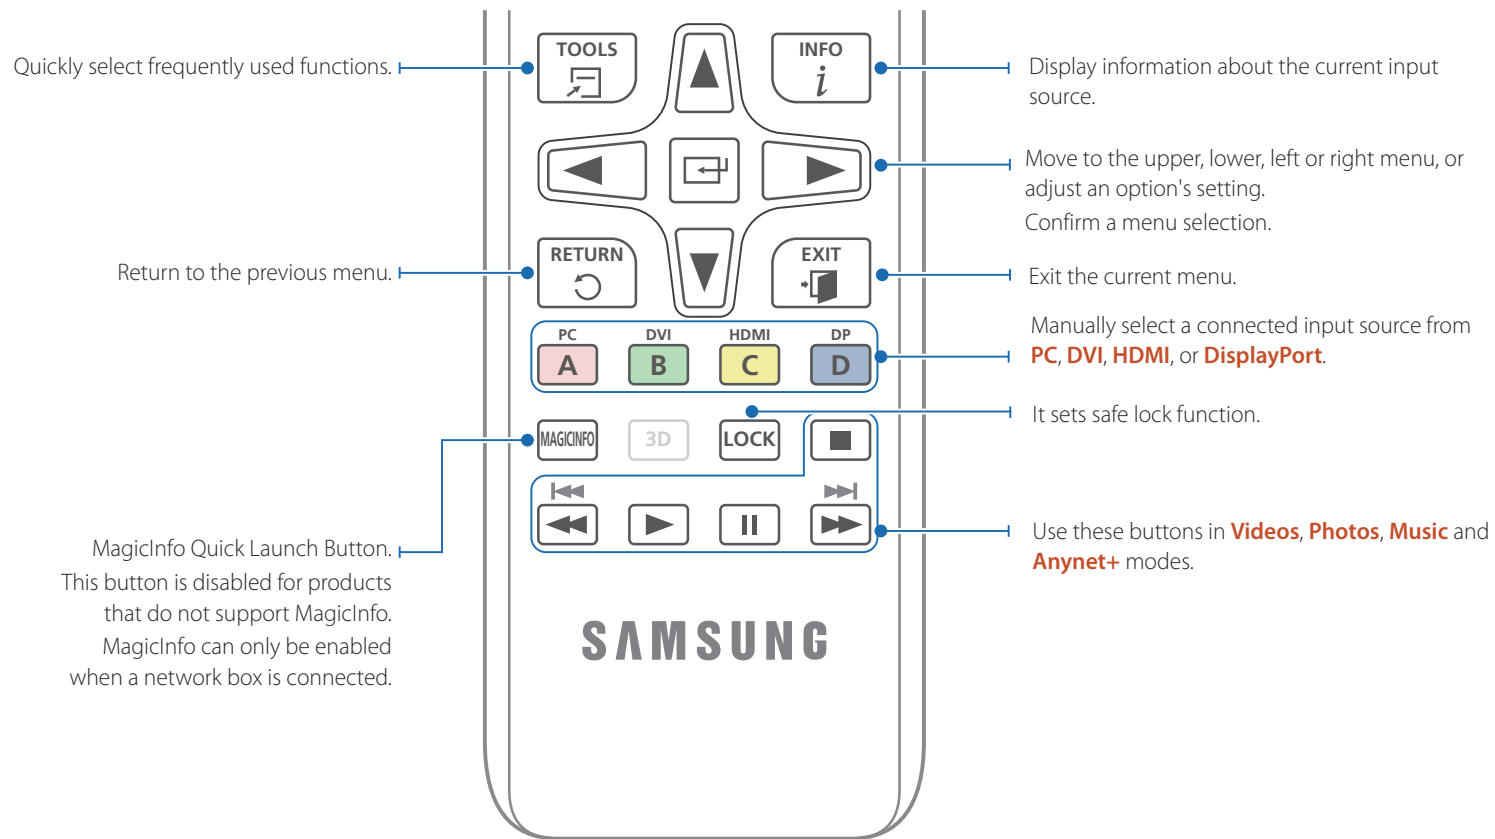 TOOLS
INFO
i
Quickly select frequently used functions.
Display information about the current input
source.
Move to the upper, lower, left or right menu, or
adjust an option's setting.
Confirm a menu selection.
RETURN
EXIT
Return to the previous menu.
Exit the current menu.
PC DVI HDMI DP
A B C D
Manually select a connected input source from
PC, DVI, HDMI, or DisplayPort.
It sets safe lock function.
MAGICINFO 3D LOCK
Use these buttons in Videos, Photos, Music and
Anynet+ modes.
MagicInfo Quick Launch Button.
This button is disabled for products
that do not support MagicInfo.
MagicInfo can only be enabled
when a network box is connected.
SAMSUNG